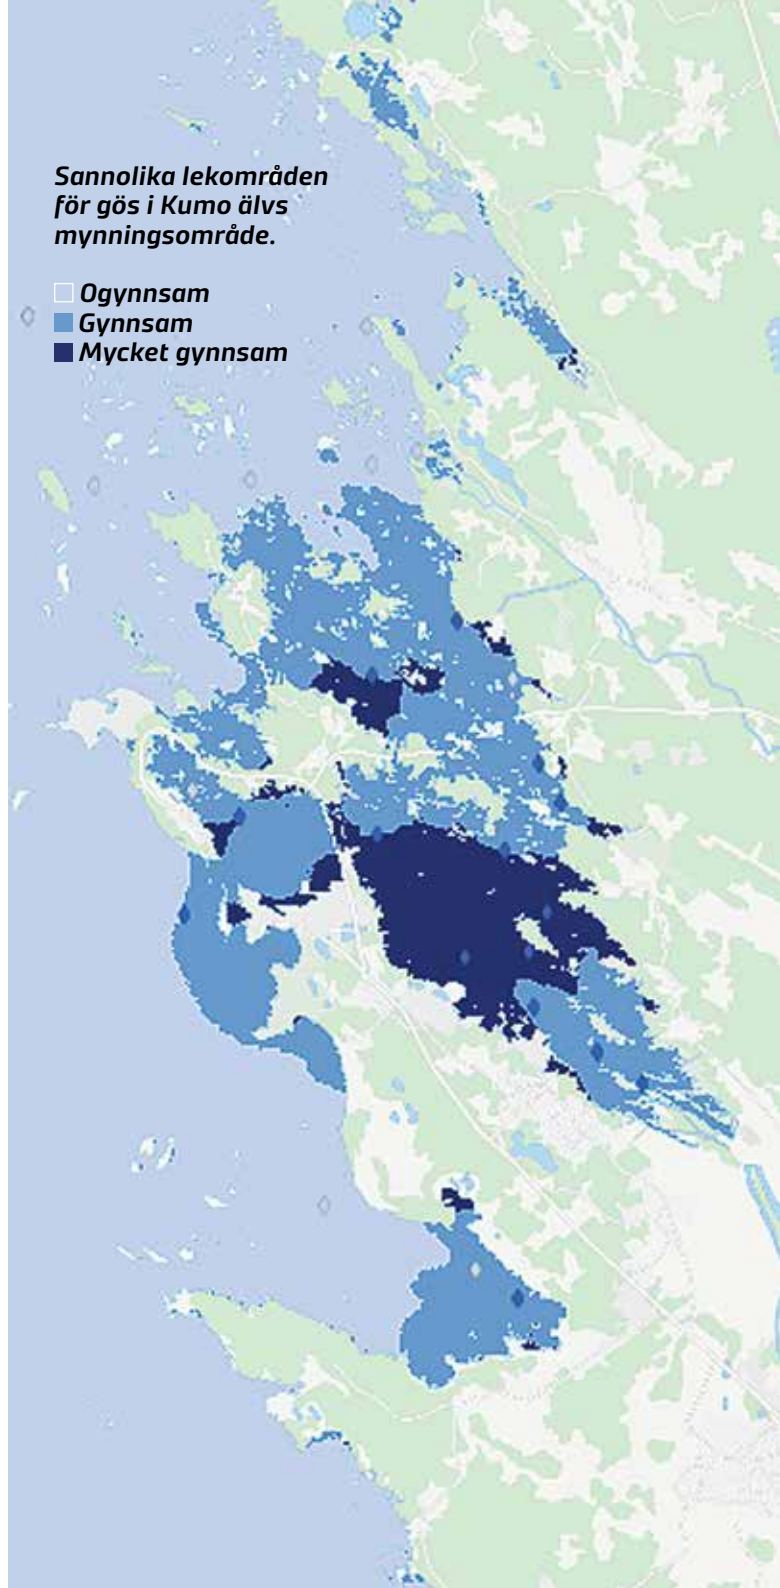 Sannolika lekområden
för gös i Kumo älvs
mynningsområde.
Ogynnsam
Gynnsam
Mycket gynnsam